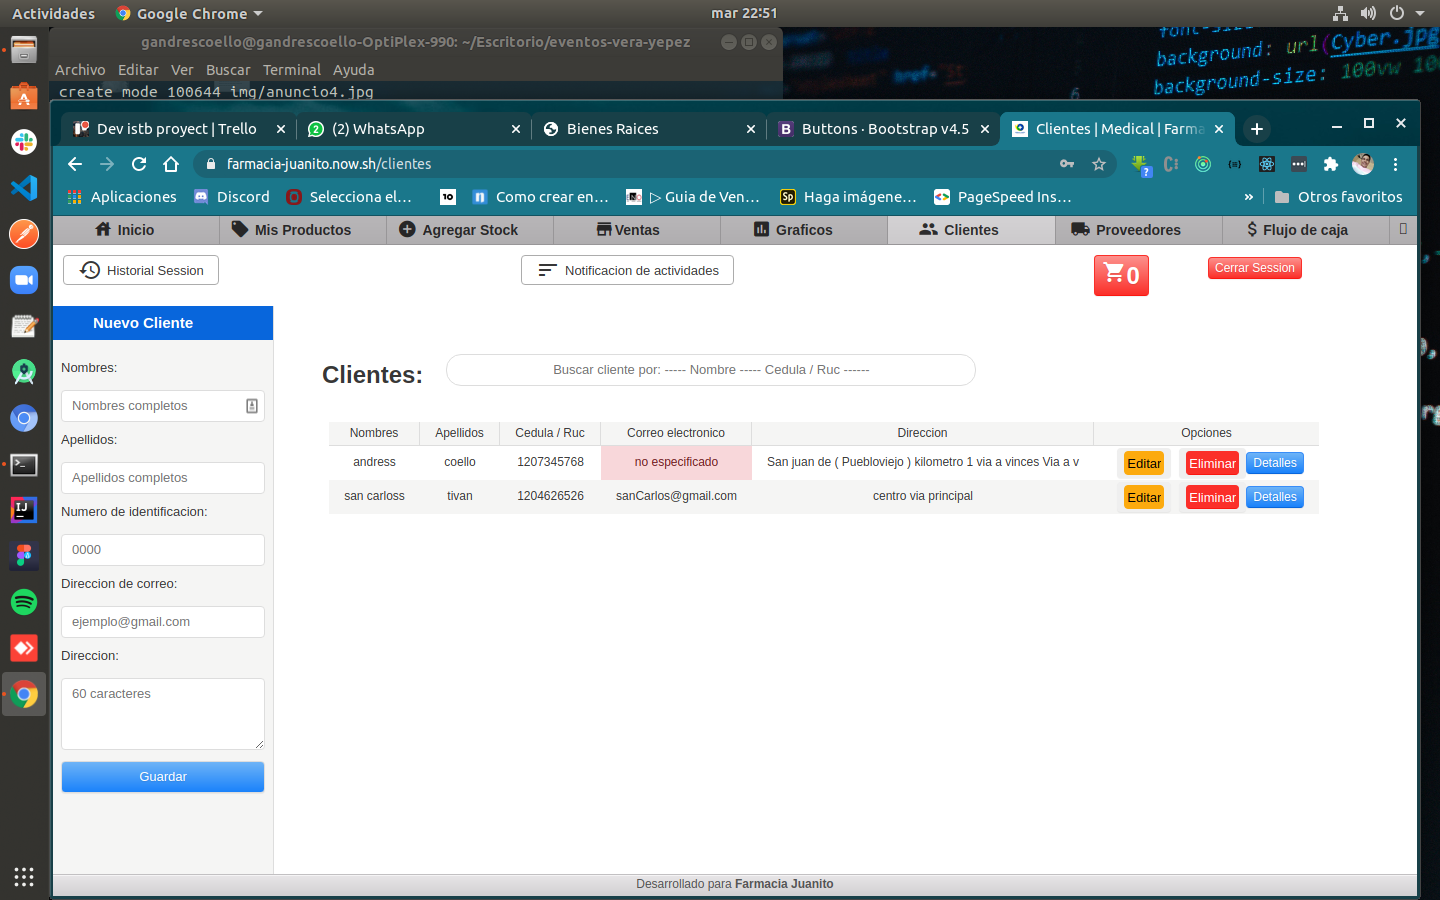 Actividades
Google Chrome
mar 22:51
gandrescoello@gandrescoello-OptiPlex-990: ~/Escritorio/eventos-vera-yepez
Archivo Editar Ver Buscar Terminal Ayuda
create mode 100644 img/anuncio4.jpg
background: url(Cyber.jpg
background-size: 100vw
Dev istb proyect | Trello
(2) WhatsApp
Bienes Raices
Buttons · Bootstrap v4.5
Clientes | Medical | Farma
farmacia-juanito.now.sh/clientes
Aplicaciones
Discord
Selecciona el...
10
Como crear en...
▷ Guia de Ven...
Haga imágene...
PageSpeed Ins...
»
Otros favoritos
Inicio
Mis Productos
Agregar Stock
Ventas
Graficos
Clientes
Proveedores
Flujo de caja
Historial Session
Notificacion de actividades
0
Cerrar Session
Nuevo Cliente
Nombres:
Nombres completos
Apellidos:
Apellidos completos
Numero de identificacion:
0000
Direccion de correo:
ejemplo@gmail.com
Direccion:
60 caracteres
Guardar
Clientes:
Buscar cliente por: ----- Nombre ----- Cedula / Ruc ------
Nombres Apellidos Cedula / Ruc Correo electronico Direccion Opciones
andress coello 1207345768 no especificado San juan de ( Puebloviejo ) kilometro 1 via a vinces Via a v Editar Eliminar Detalles
san carloss tivan 1204626526 sanCarlos@gmail.com centro via principal Editar Eliminar Detalles
Desarrollado para Farmacia Juanito